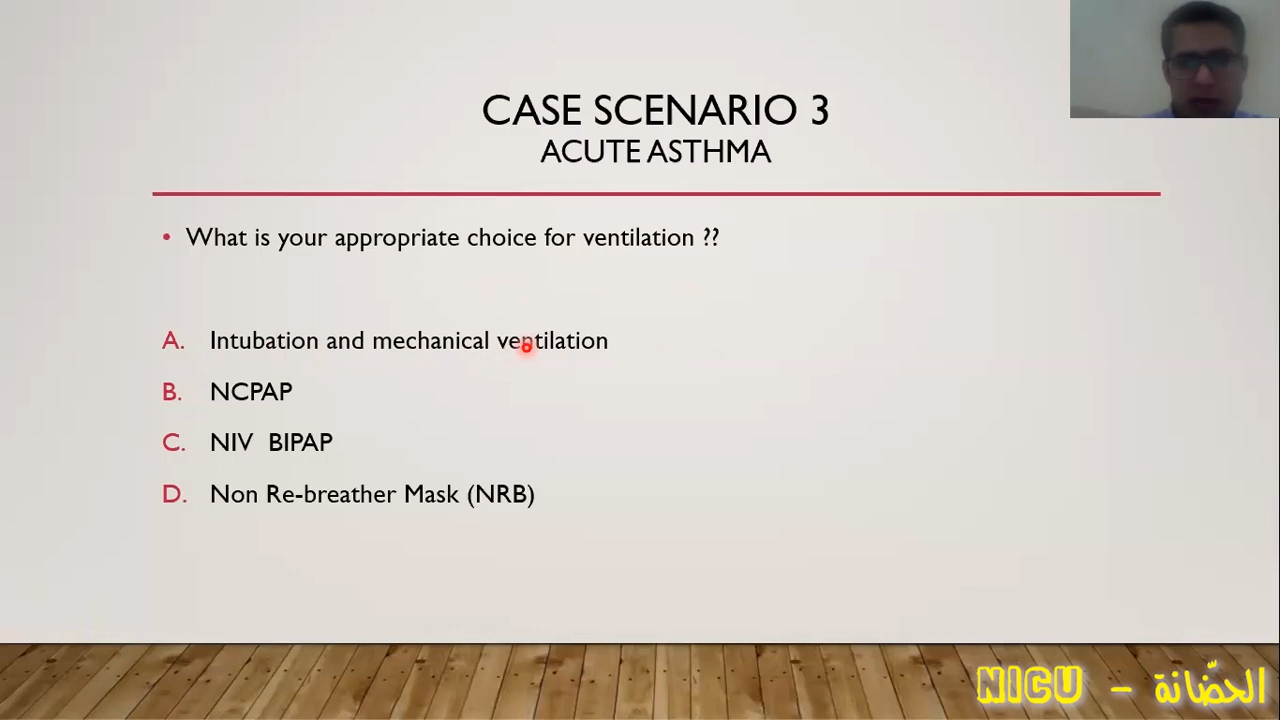 CASE SCENARIO 3
ACUTE ASTHMA
• What is your appropriate choice for ventilation ??
A. Intubation and mechanical ventilation
B. NCPAP
C. NIV BIPAP
D. Non Re-breather Mask (NRB)
NICU - الحضّانة